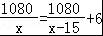 1080/x = 1080/(x-15) + 6